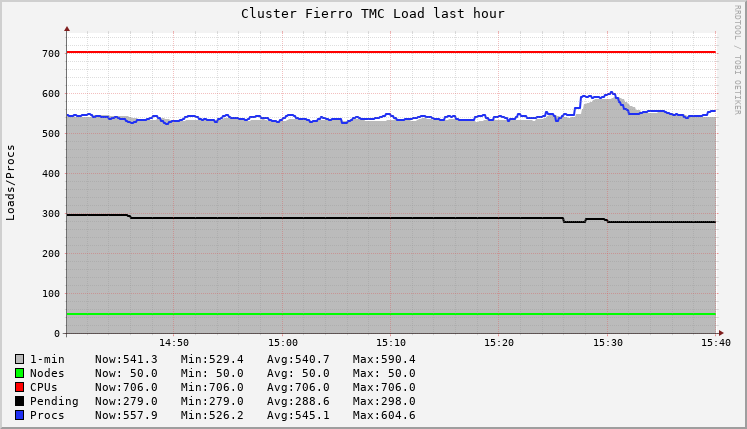 Cluster Fierro TMC Load last hour
RRDTOOL / TOBI OETIKER
Loads/Procs
700
600
500
400
300
200
100
0
14:50 15:00 15:10 15:20 15:30 15:40
1-min Now:541.3 Min:529.4 Avg:540.7 Max:590.4
Nodes Now: 50.0 Min: 50.0 Avg: 50.0 Max: 50.0
CPUs Now:706.0 Min:706.0 Avg:706.0 Max:706.0
Pending Now:279.0 Min:279.0 Avg:288.6 Max:298.0
Procs Now:557.9 Min:526.2 Avg:545.1 Max:604.6